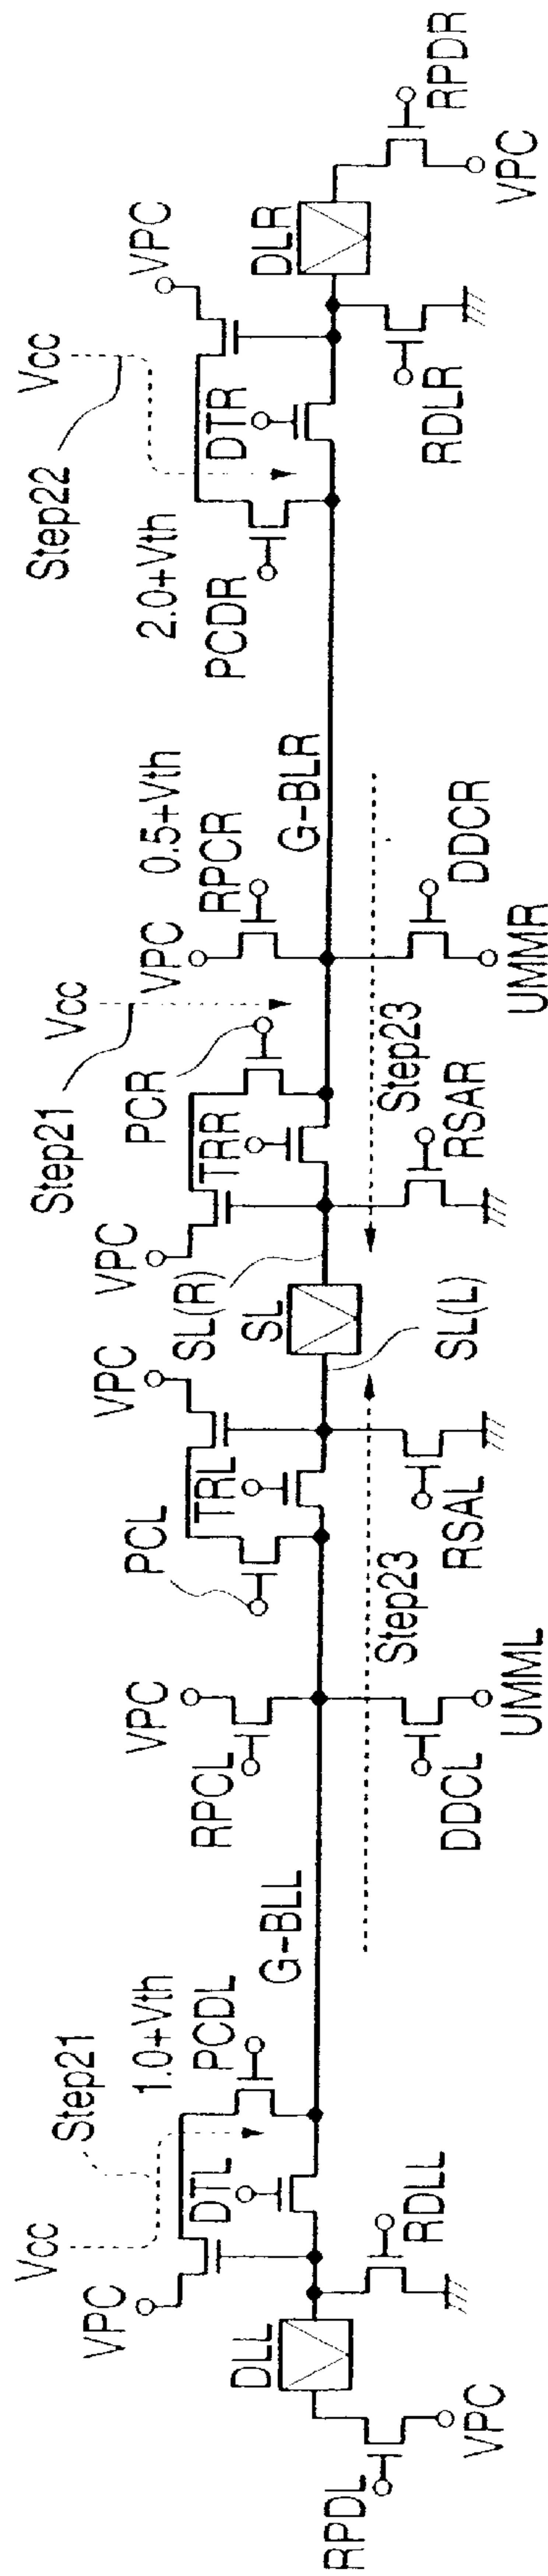 Vcc
Step21
VPC
1.0+Vth
PCDL
DTL
DLL
RPDL
VPC
RDLL
G-BLL
VPC
RPCL
DDCL
UMML
Step23
PCL
VPC
TRL
RSAL
SL(L)
SL
SL(R)
VPC
TRR
PCR
Step21
Vcc
RSAR
Step23
VPC
0.5+Vth
RPCR
G-BLR
DDCR
UMMR
2.0+Vth
PCDR
Step22
Vcc
VPC
DTR
DLR
RDLR
RPDR
VPC